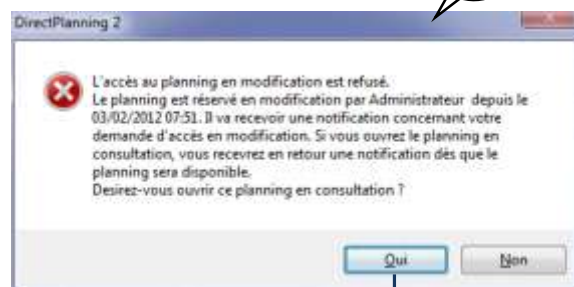 DirectPlanning 2
L'accès au planning en modification est refusé.
Le planning est réservé en modification par Administrateur depuis le
03/02/2012 07:51. Il va recevoir une notification concernant votre
demande d'accès en modification. Si vous ouvrez le planning en
consultation, vous recevrez en retour une notification dès que le
planning sera disponible.
Desirez-vous ouvrir ce planning en consultation ?
Oui
Non